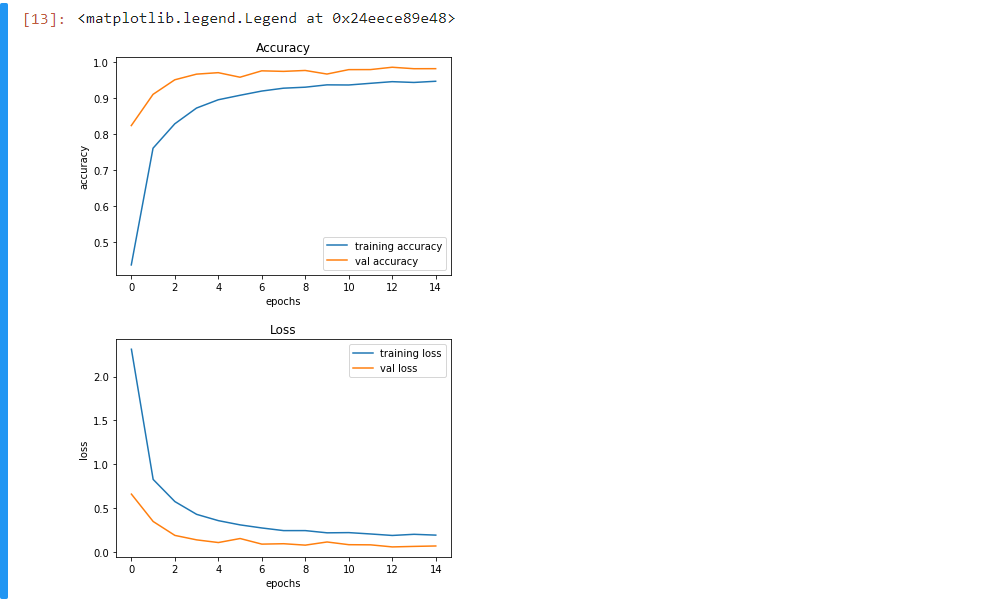 [13]: <matplotlib.legend.Legend at 0x24eece89e48>
Accuracy
1.0
0.9
0.8
0.7
0.6
0.5
accuracy
training accuracy
val accuracy
0 2 4 6 8 10 12 14
epochs
Loss
2.0
1.5
1.0
0.5
0.0
loss
training loss
val loss
0 2 4 6 8 10 12 14
epochs